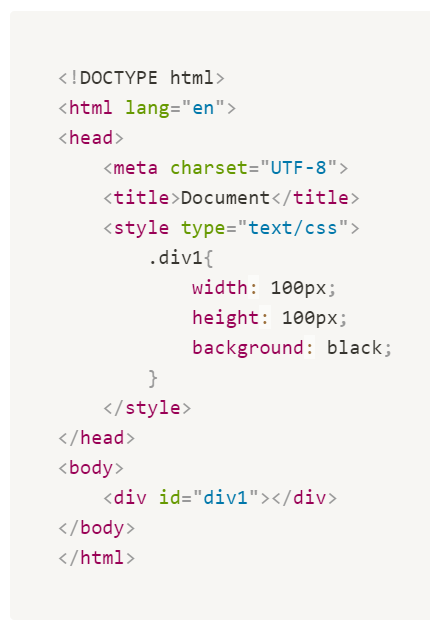 <!DOCTYPE html>
<html lang="en">
<head>
    <meta charset="UTF-8">
    <title>Document</title>
    <style type="text/css">
        .div1{
            width: 100px;
            height: 100px;
            background: black;
        }
    </style>
</head>
<body>
    <div id="div1"></div>
</body>
</html>